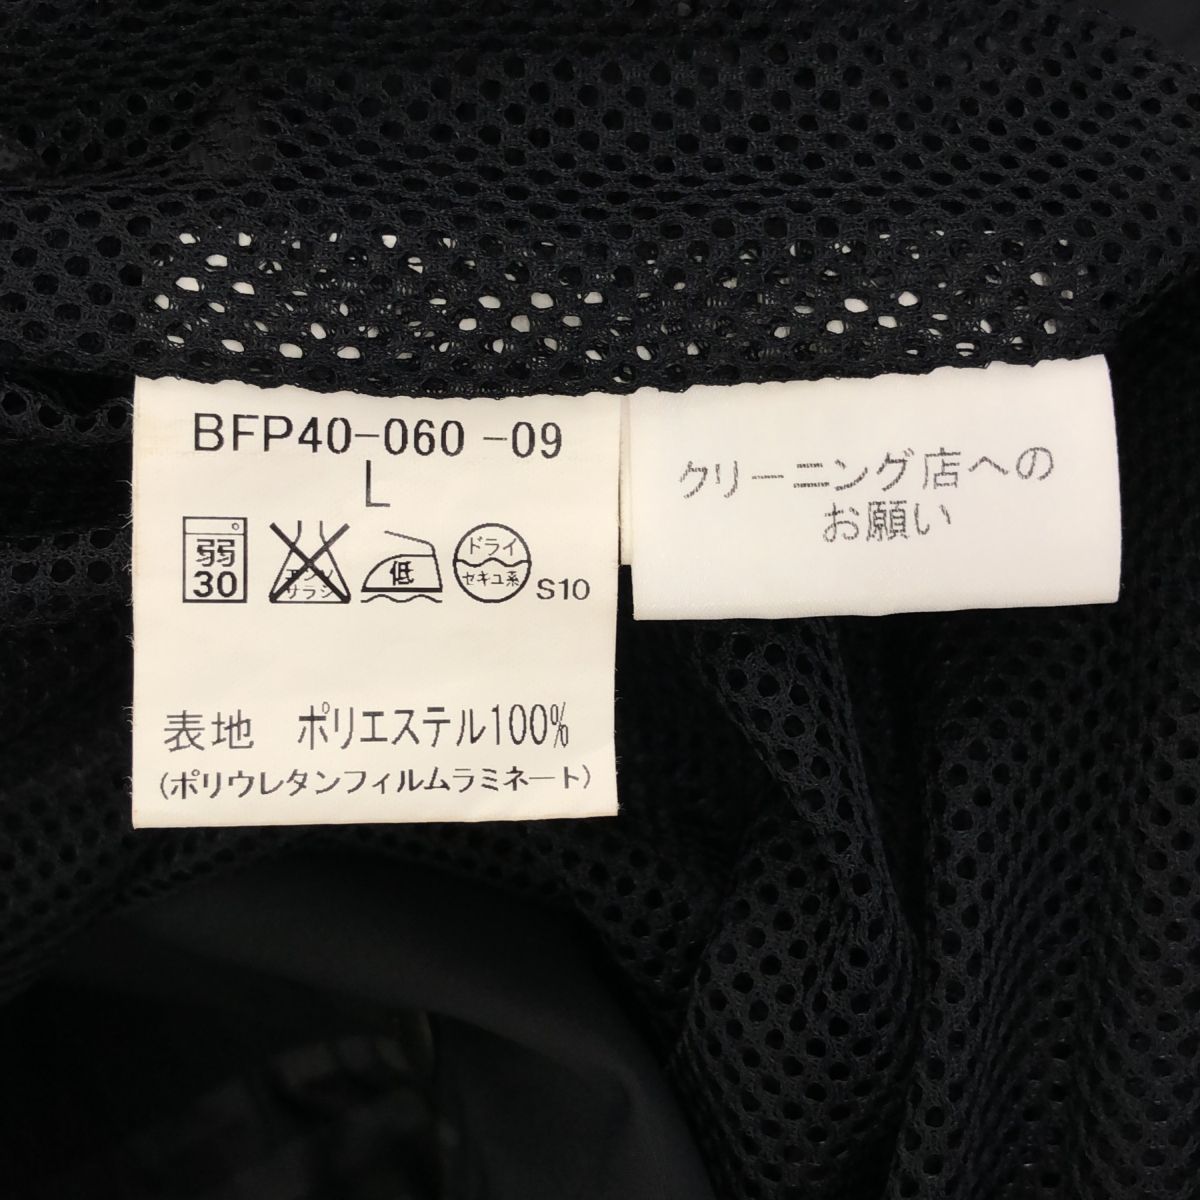 BFP40-060 -09
L
弱
30
エンソ
サラシ
低
ドライ
セキユ系
S10
表地 ポリエステル100%
(ポリウレタンフィルムラミネート)
クリーニング店への
お願い